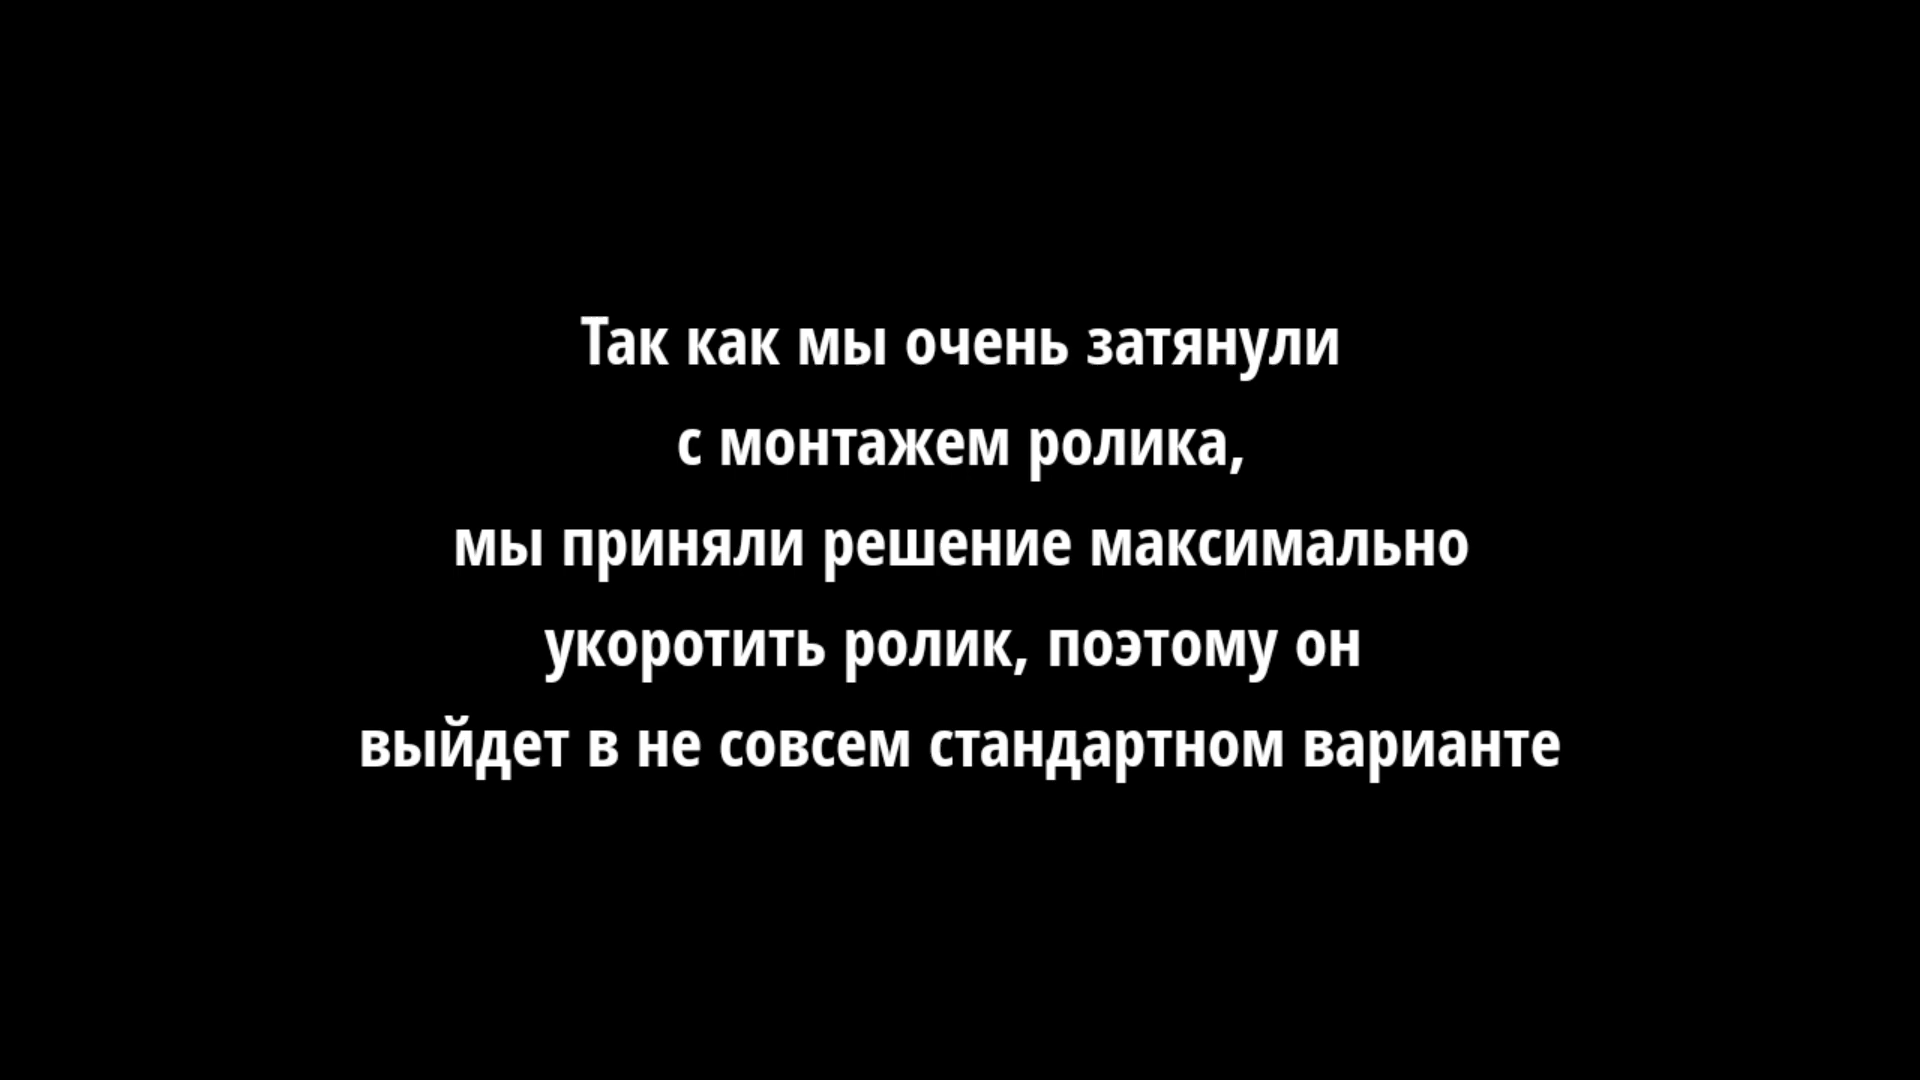 Так как мы очень затянули
с монтажем ролика,
мы приняли решение максимально
укоротить ролик, поэтому он
выйдет в не совсем стандартном варианте